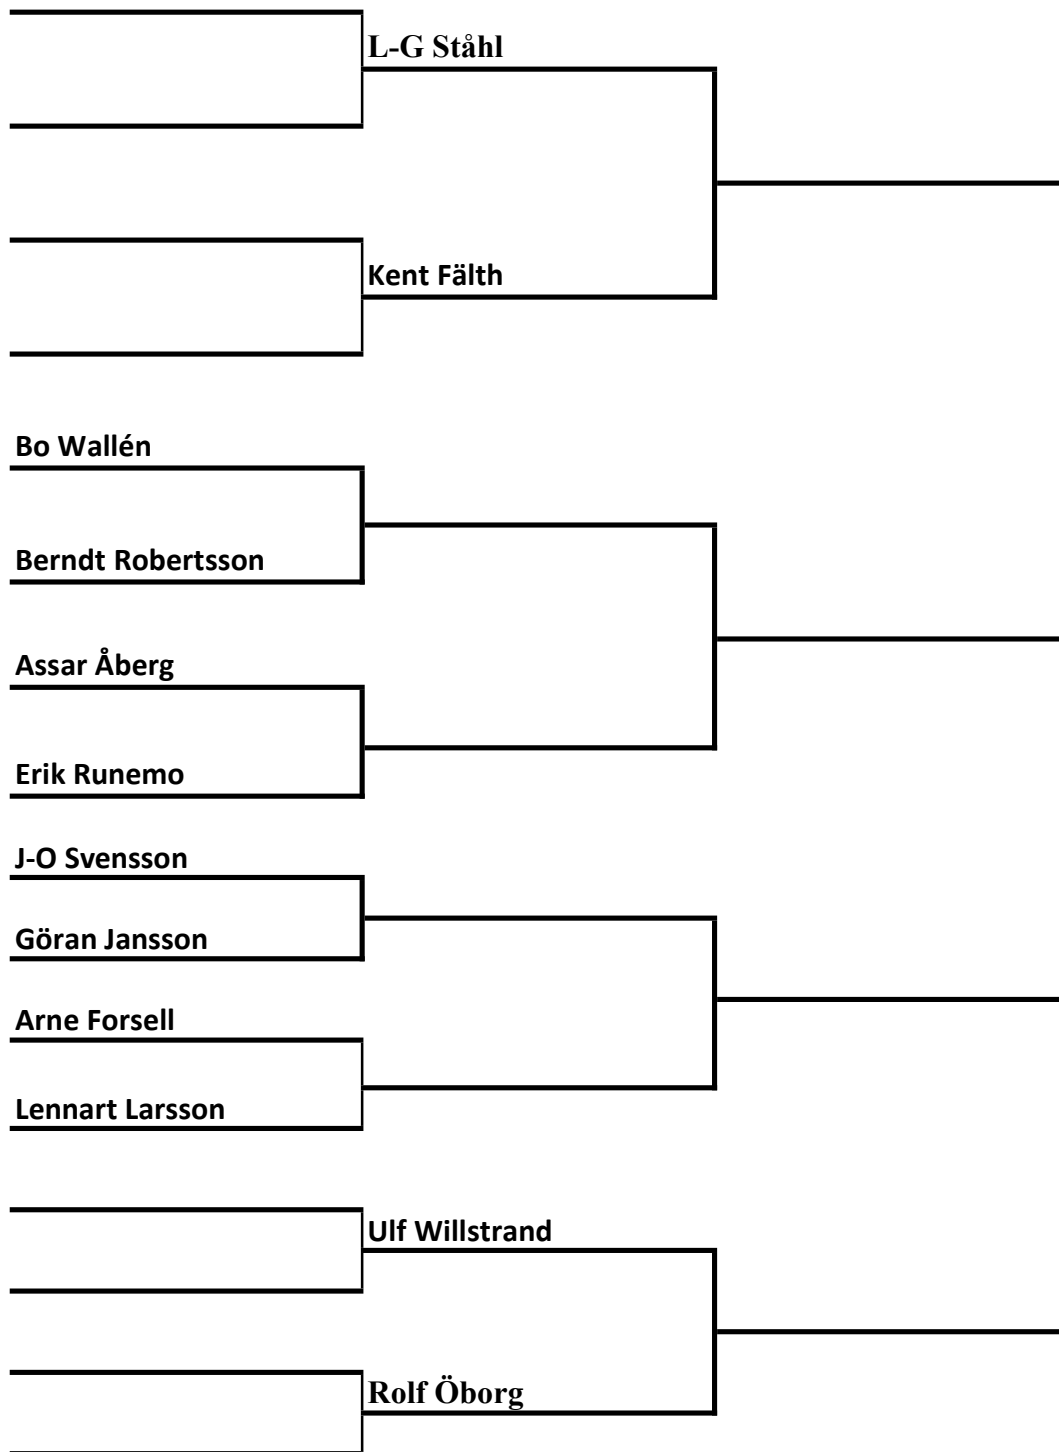 L-G Ståhl
Kent Fälth
Bo Wallén
Berndt Robertsson
Assar Åberg
Erik Runemo
J-O Svensson
Göran Jansson
Arne Forsell
Lennart Larsson
Ulf Willstrand
Rolf Öborg